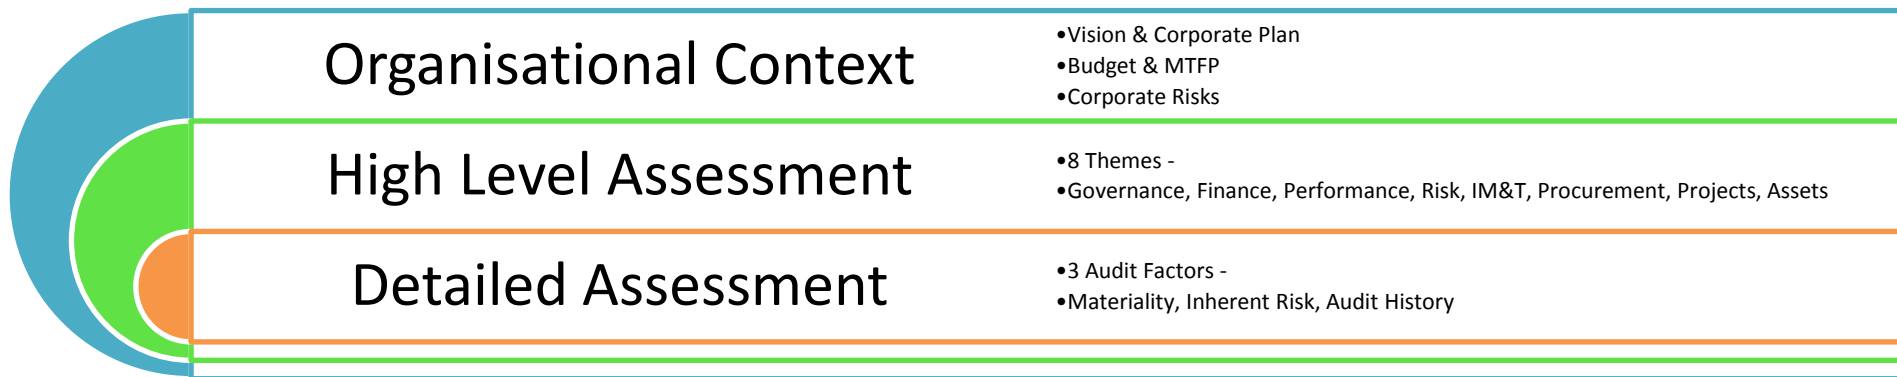 Organisational Context
•Vision & Corporate Plan
•Budget & MTFP
•Corporate Risks
High Level Assessment
•8 Themes -
•Governance, Finance, Performance, Risk, IM&T, Procurement, Projects, Assets
Detailed Assessment
•3 Audit Factors -
•Materiality, Inherent Risk, Audit History